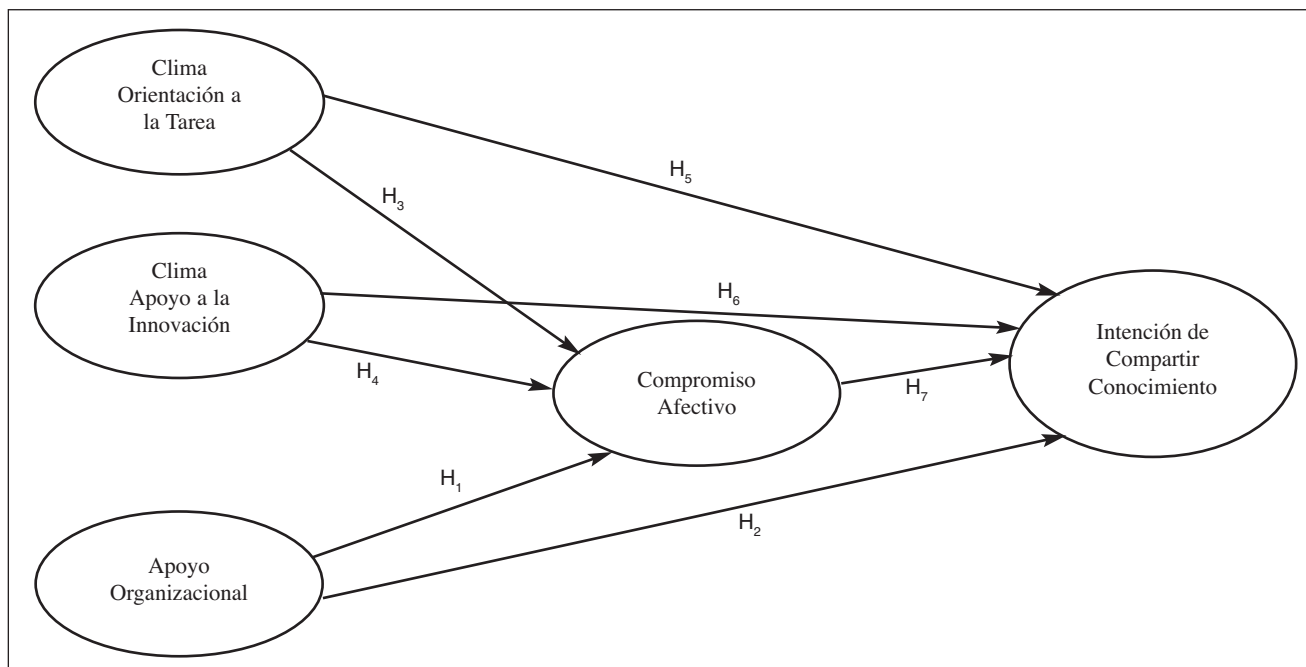 Clima
Orientación a
la Tarea
H5
H3
Clima
Apoyo a la
Innovación
H6
H4
Compromiso
Afectivo
H7
Intención de
Compartir
Conocimiento
H1
H2
Apoyo
Organizacional